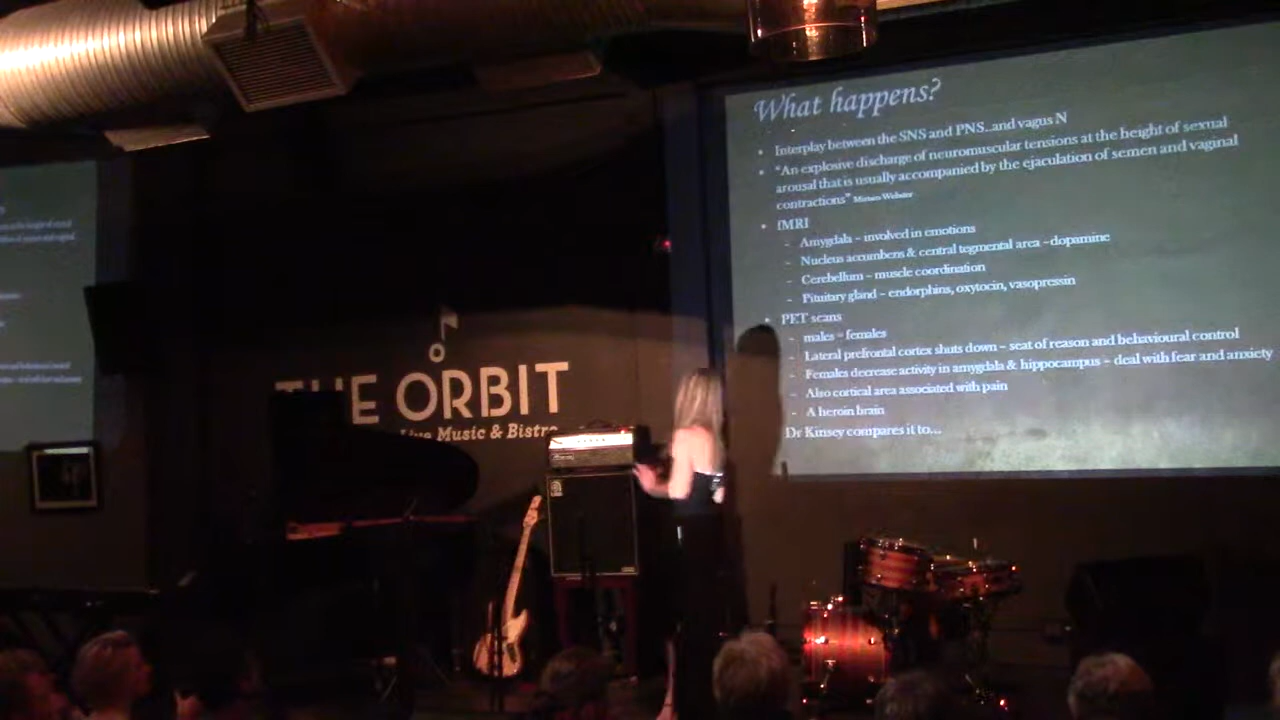 What happens?
• Interplay between the SNS and PNS...and vagus N
• "An explosive discharge of neuromuscular tensions at the height of sexual
arousal that is usually accompanied by the ejaculation of semen and vaginal
contractions" Miriam Webster
• fMRI
- Amygdala – involved in emotions
- Nucleus accumbens & central tegmental area –dopamine
- Cerebellum – muscle coordination
- Pituitary gland – endorphins, oxytocin, vasopressin
• PET scans
- males = females
- Lateral prefrontal cortex shuts down – seat of reason and behavioural control
- Females decrease activity in amygdala & hippocampus – deal with fear and anxiety
- Also cortical area associated with pain
- A heroin brain
Dr Kinsey compares it to...
THE ORBIT
Live Music & Bistro